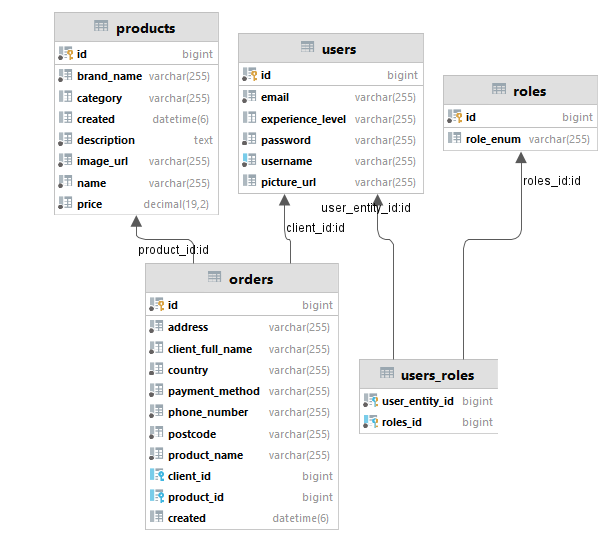 products
id bigint
brand_name varchar(255)
category varchar(255)
created datetime(6)
description text
image_url varchar(255)
name varchar(255)
price decimal(19,2)
users
id bigint
email varchar(255)
experience_level varchar(255)
password varchar(255)
username varchar(255)
picture_url varchar(255)
roles
id bigint
role_enum varchar(255)
product_id:id
client_id:id
user_entity_id:id
roles_id:id
orders
id bigint
address varchar(255)
client_full_name varchar(255)
country varchar(255)
payment_method varchar(255)
phone_number varchar(255)
postcode varchar(255)
product_name varchar(255)
client_id bigint
product_id bigint
created datetime(6)
users_roles
user_entity_id bigint
roles_id bigint